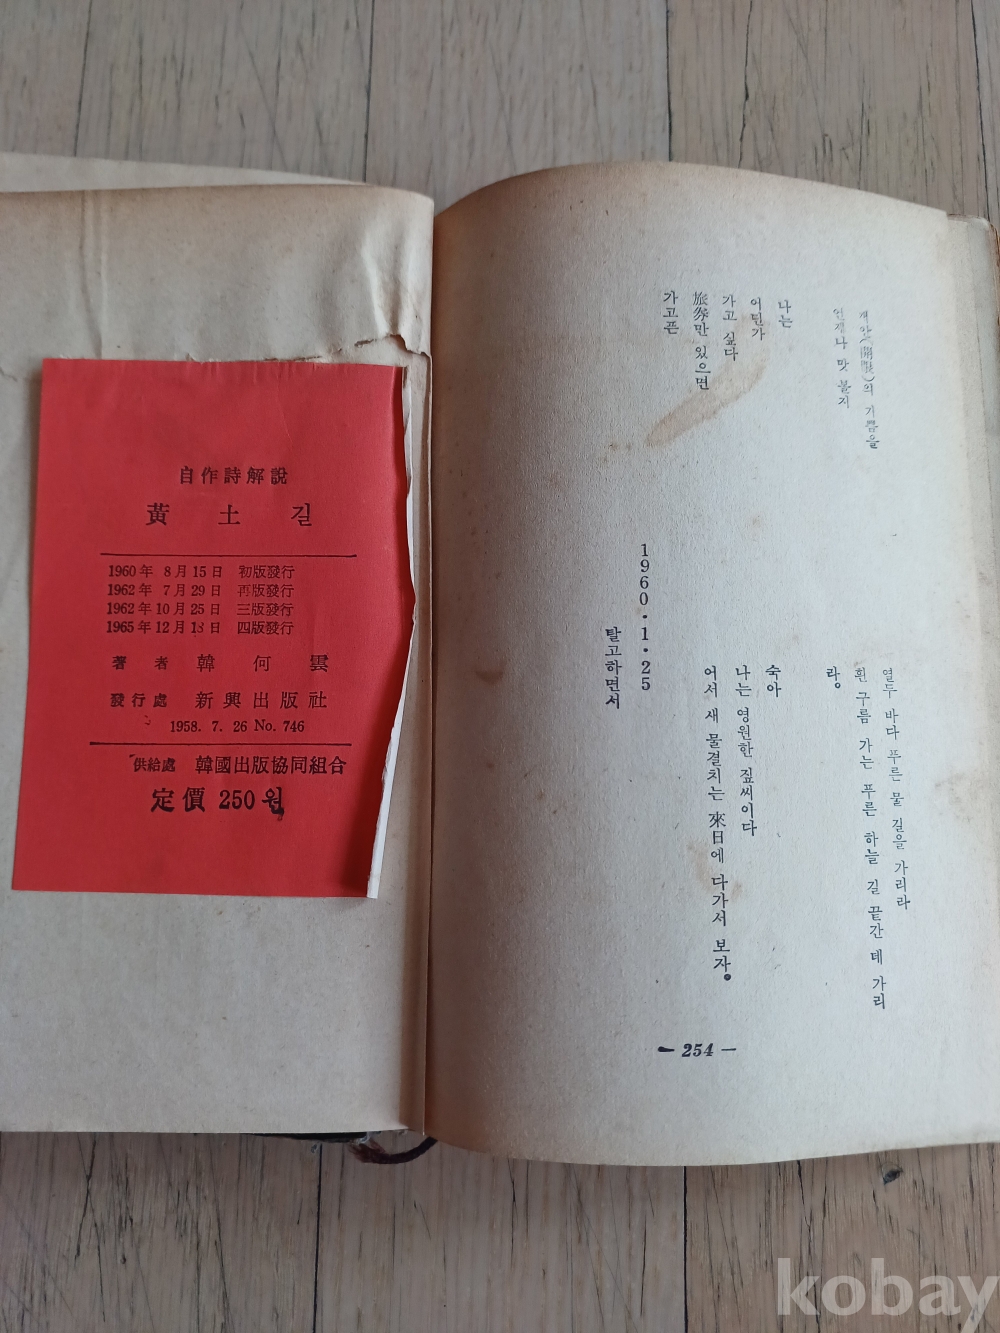 自作詩解說
黃土길
1960年 8月15日 初版發行
1962年 7月29日 再版發行
1962年10月25日 三版發行
1965年12月18日 四版發行
著者 韓何雲
發行處 新興出版社
1958. 7. 26 No. 746
供給處 韓國出版協同組合
定價 250원
개안(開眼)의 기쁨을
언제나 맛 볼지
나는
어딘가
가고 싶다
旅券만 있으면
가고픈
열두 바다 푸른 물 길을 가리라
흰 구름 가는 푸른 하늘 길 끝간 데 가리
라。
숙아
나는 영원한 짚씨이다
어서 새 물결치는 來日에 다가서 보자。
1960·1·25
탈고하면서
— 254 —
kobay